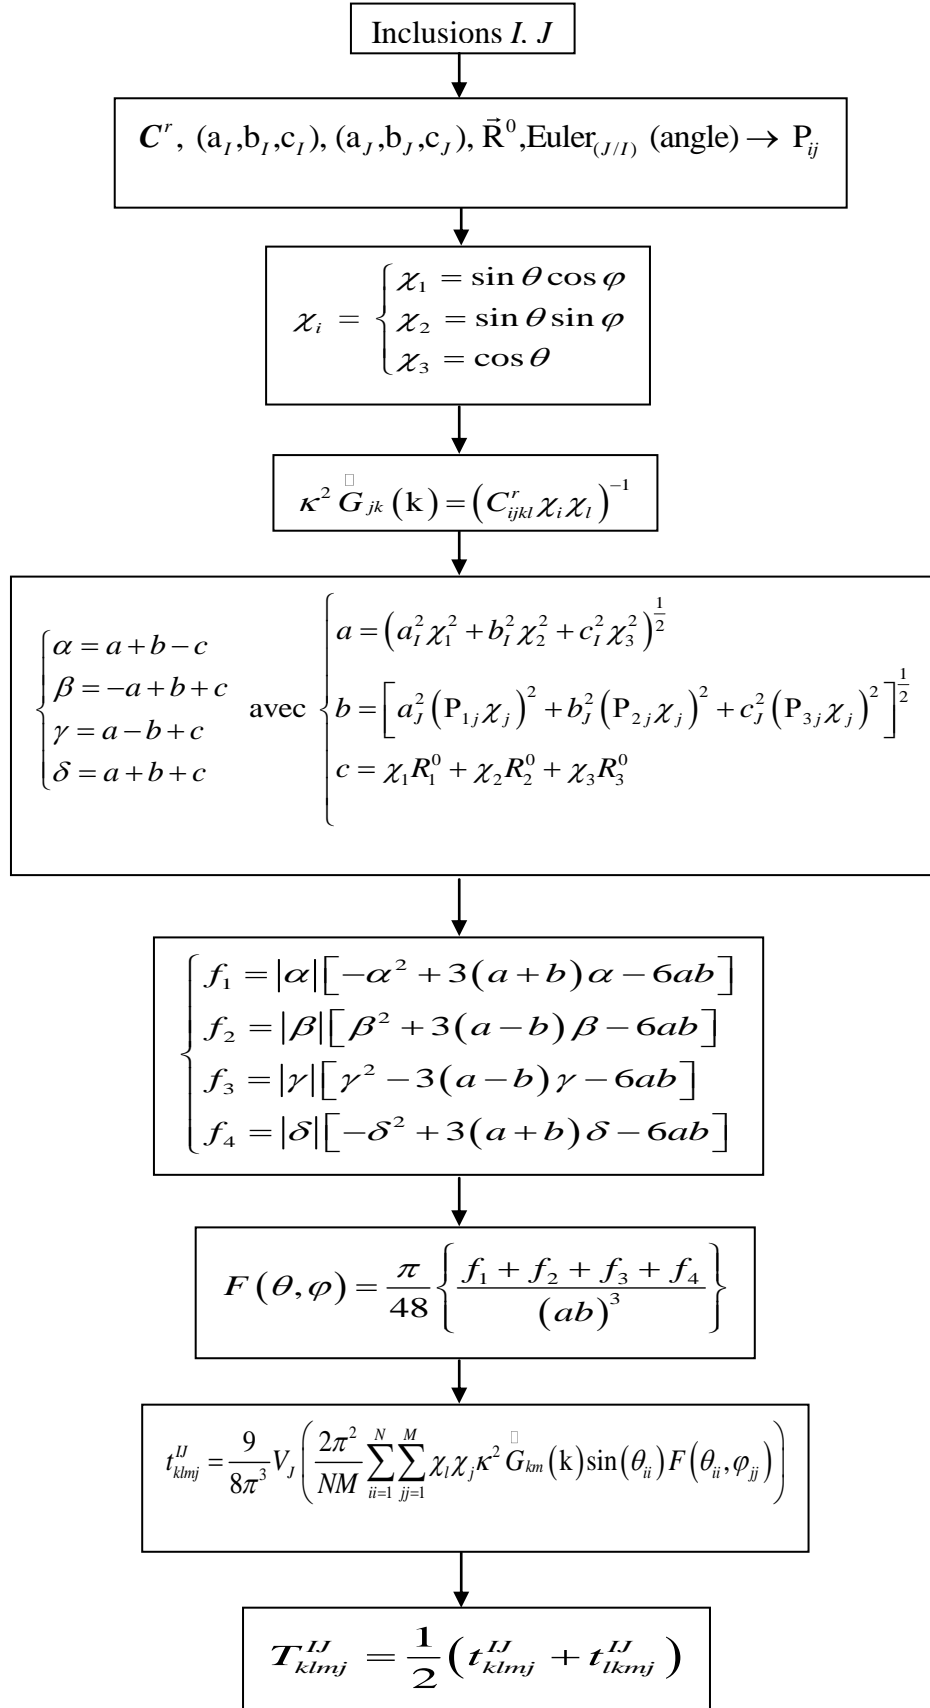 Inclusions I. J
C^r, (a_I,b_I,c_I), (a_J,b_J,c_J), R⃗^0,Euler_(J/I) (angle) → P_ij
χ_i = { χ_1 = sin θ cos φ
χ_2 = sin θ sin φ
χ_3 = cos θ
κ^2 G_jk (k) = (C^r_ijkl χ_i χ_l)^−1
{ α = a + b − c
β = −a + b + c
γ = a − b + c
δ = a + b + c
avec
{ a = (a_I^2 χ_1^2 + b_I^2 χ_2^2 + c_I^2 χ_3^2)^(1/2)
b = [a_J^2 (P_1j χ_j)^2 + b_J^2 (P_2j χ_j)^2 + c_J^2 (P_3j χ_j)^2]^(1/2)
c = χ_1 R_1^0 + χ_2 R_2^0 + χ_3 R_3^0
{ f_1 = |α|[−α^2 + 3(a + b)α − 6ab]
f_2 = |β|[β^2 + 3(a − b)β − 6ab]
f_3 = |γ|[γ^2 − 3(a − b)γ − 6ab]
f_4 = |δ|[−δ^2 + 3(a + b)δ − 6ab]
F(θ,φ) = π/48 { (f_1 + f_2 + f_3 + f_4)/(ab)^3 }
t^IJ_klmj = 9/(8π^3) V_J ( 2π^2/(NM) ∑_{ii=1}^{N} ∑_{jj=1}^{M} χ_l χ_j κ^2 G_km (k) sin(θ_ii) F(θ_ii, φ_jj) )
T^IJ_klmj = 1/2 (t^IJ_klmj + t^IJ_lkmj)